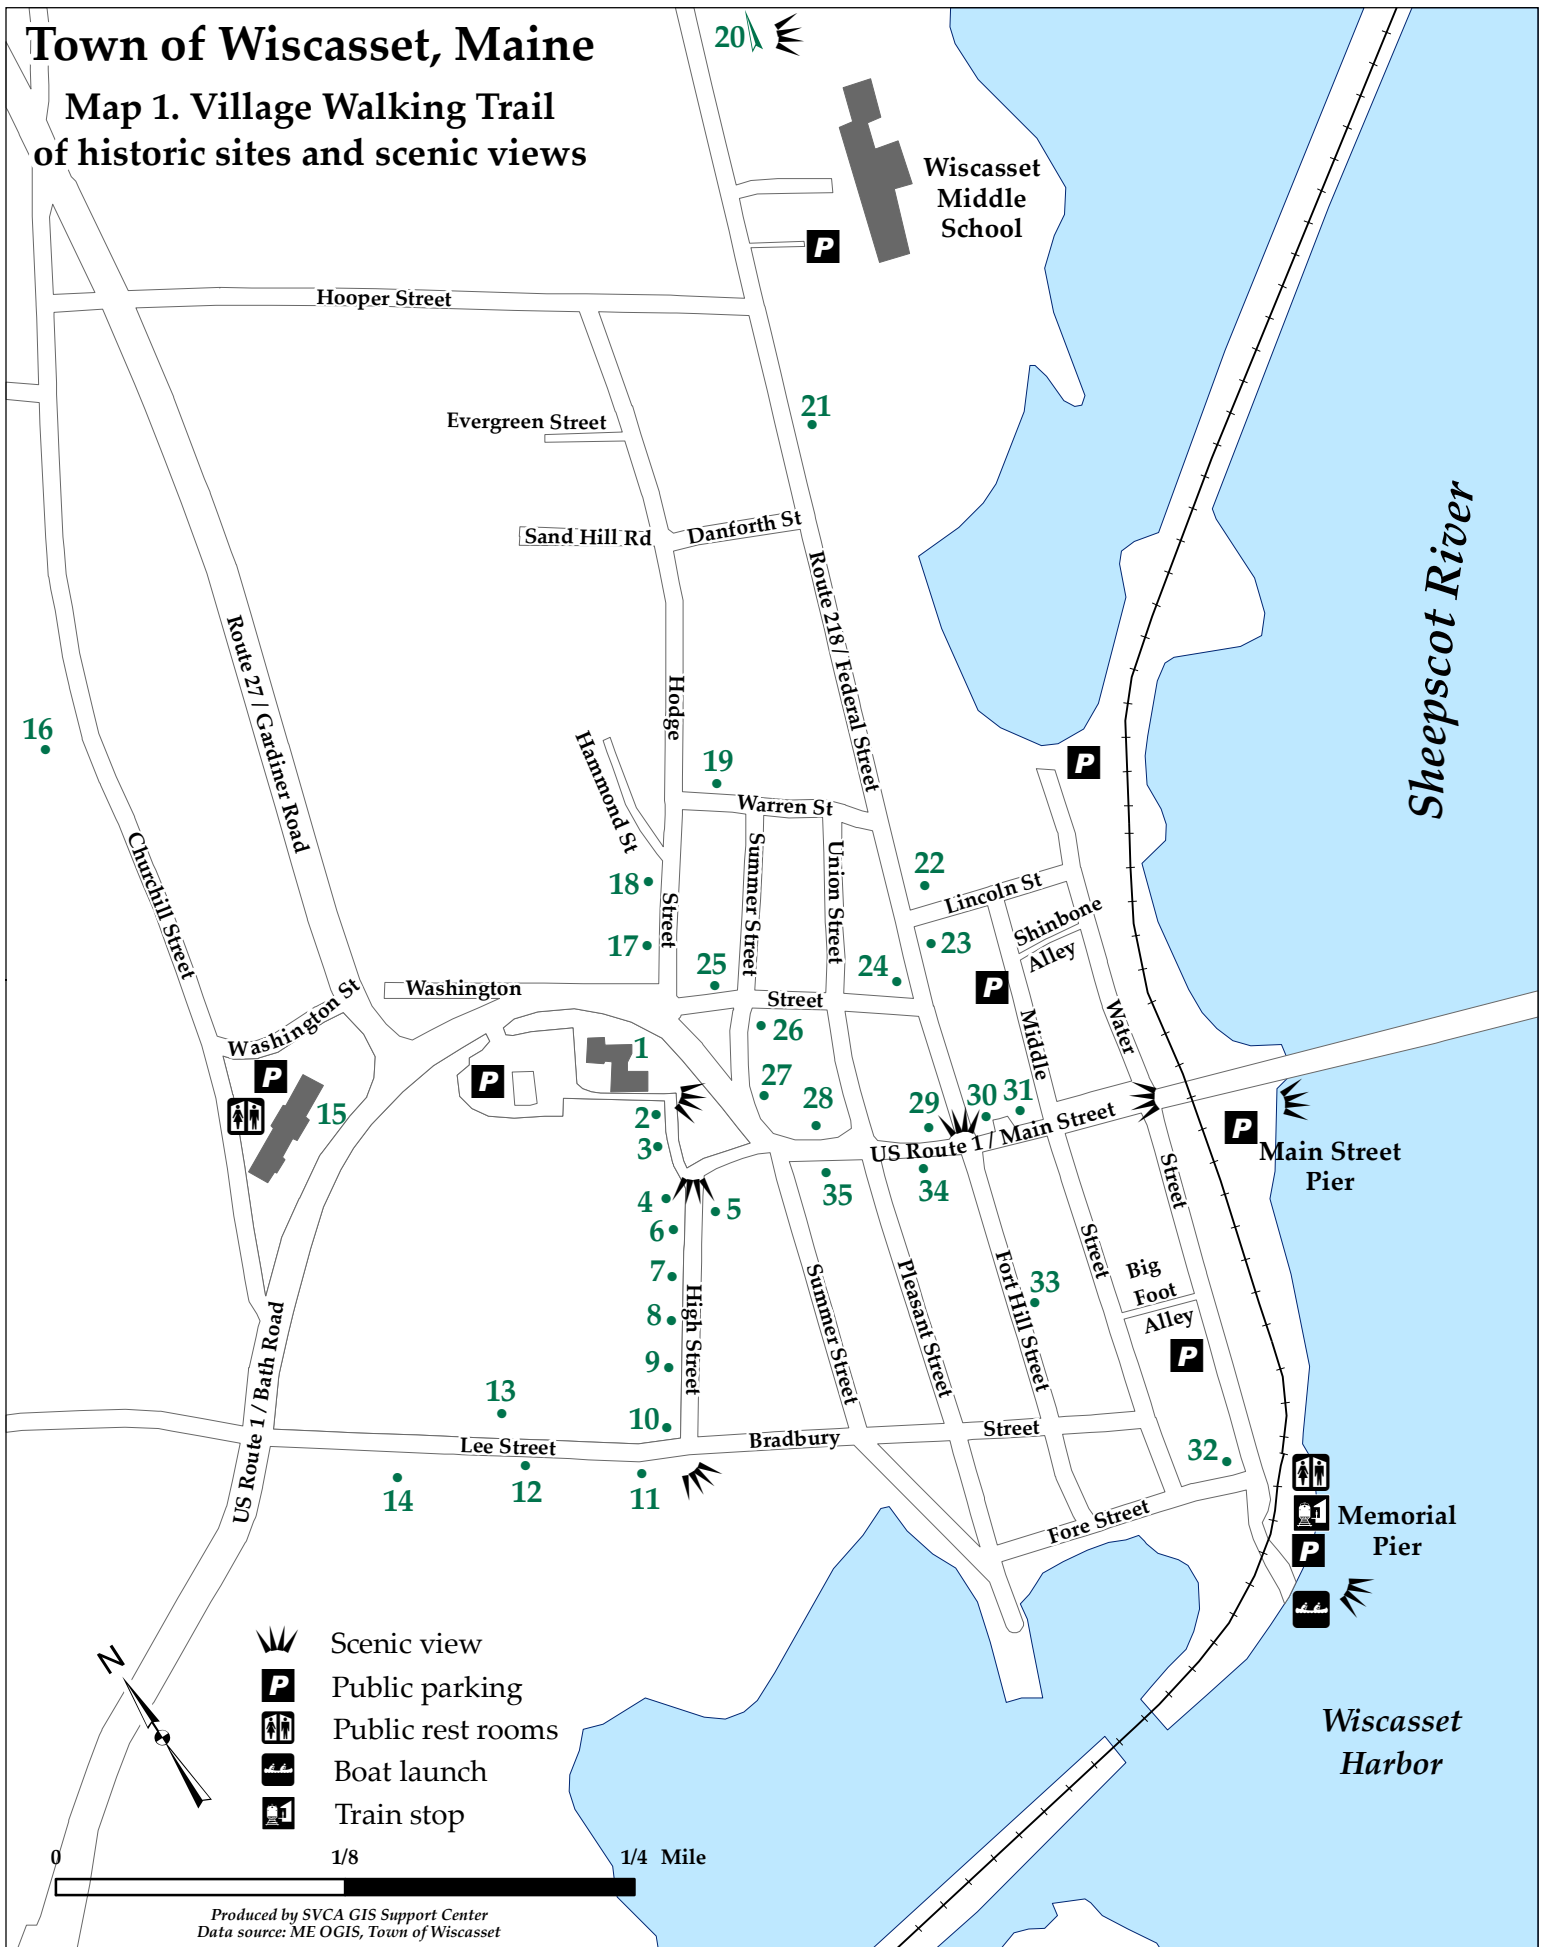 Town of Wiscasset, Maine
Map 1. Village Walking Trail
of historic sites and scenic views
20
Wiscasset
Middle
School
P
Hooper Street
21
Evergreen Street
Sand Hill Rd
Danforth St
Route 218 / Federal Street
Sheepscot River
Route 27 / Gardiner Road
Hodge
Street
16
Hammond St
19
P
Warren St
Churchill Street
Summer Street
Union Street
22
18
Lincoln St
Shinbone
Alley
17
23
25
24
P
Washington
Street
Washington St
Middle
Street
Water
Street
26
1
P
P
27
28
29
30
31
15
2
3
US Route 1 / Main Street
P
Main Street
Pier
4
5
35
34
6
7
8
9
10
High Street
Summer Street
Pleasant Street
Fort Hill Street
33
Big
Foot
Alley
P
US Route 1 / Bath Road
13
Lee Street
Bradbury
Street
32
14
12
11
Fore Street
Memorial
Pier
P
N
Scenic view
P
Public parking
Public rest rooms
Boat launch
Train stop
Wiscasset
Harbor
0
1/8
1/4 Mile
Produced by SVCA GIS Support Center
Data source: ME OGIS, Town of Wiscasset